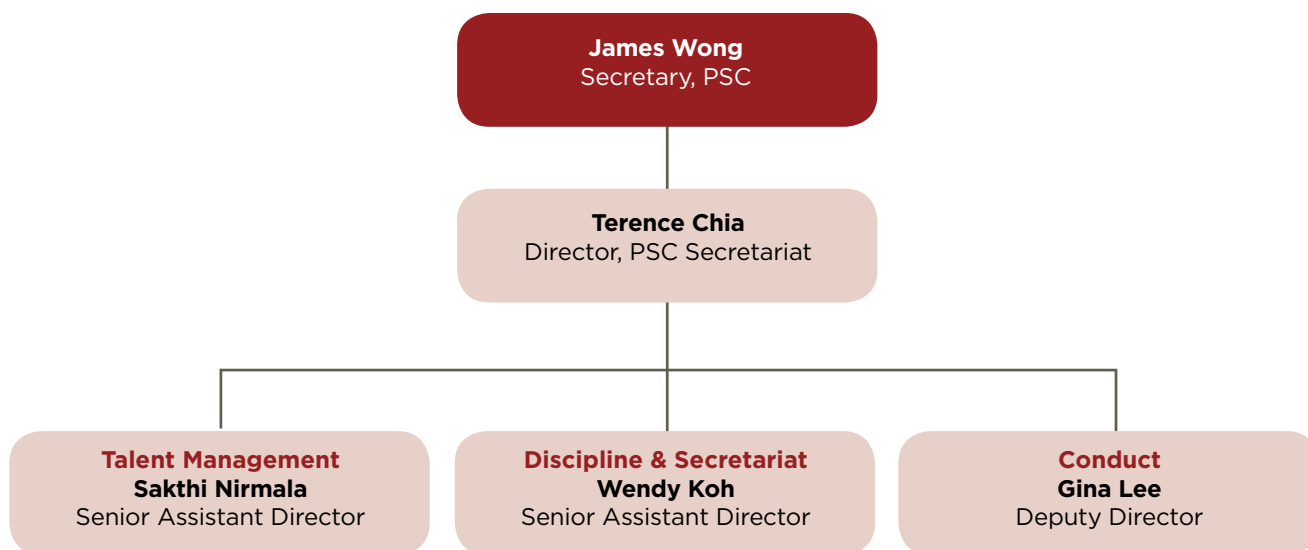 James Wong
Secretary, PSC
Terence Chia
Director, PSC Secretariat
Talent Management
Sakthi Nirmala
Senior Assistant Director
Discipline & Secretariat
Wendy Koh
Senior Assistant Director
Conduct
Gina Lee
Deputy Director